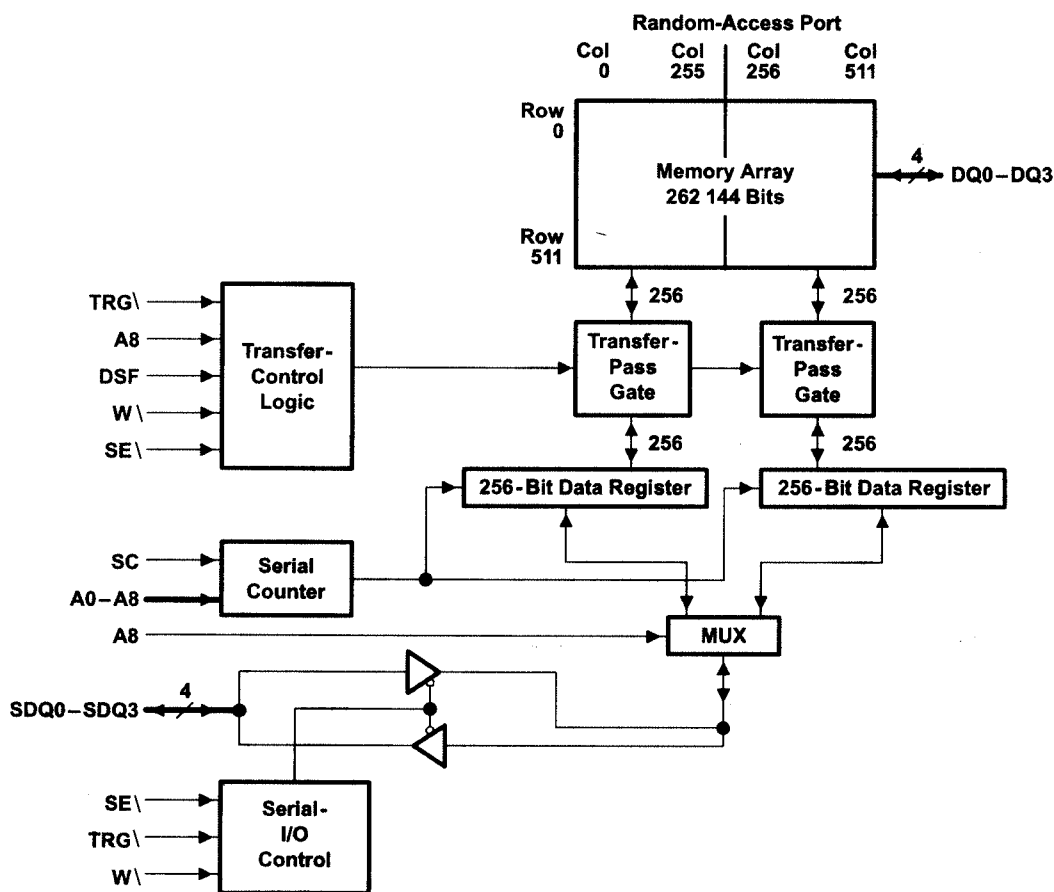 Random-Access Port
Col 0
Col 255
Col 256
Col 511
Row 0
Memory Array
262 144 Bits
4
DQ0–DQ3
Row 511
256
256
TRG\
A8
DSF
W\
SE\
Transfer-
Control
Logic
Transfer-
Pass
Gate
Transfer-
Pass
Gate
256
256
256-Bit Data Register
256-Bit Data Register
SC
A0–A8
Serial
Counter
A8
MUX
SDQ0–SDQ3
4
SE\
TRG\
W\
Serial-
I/O
Control